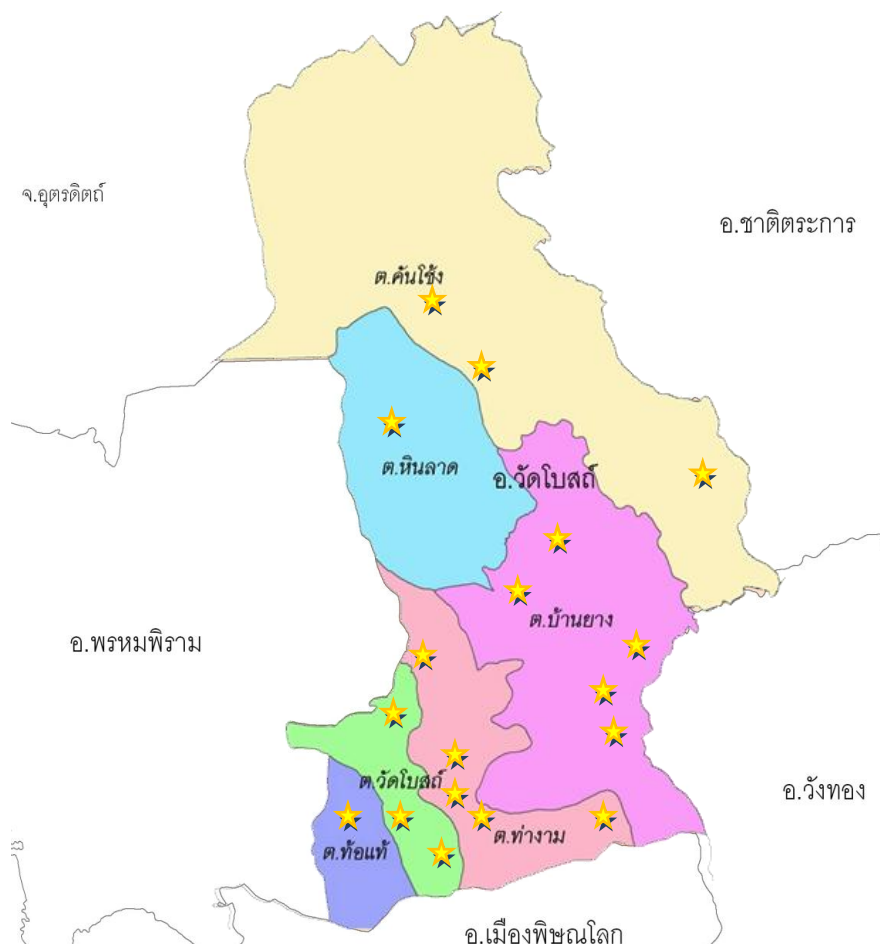 จ.อุตรดิตถ์
อ.ชาติตระการ
ต.คันโช้ง
ต.หินลาด
อ.วัดโบสถ์
ต.บ้านยาง
อ.พรหมพิราม
ต.วัดโบสถ์
อ.วังทอง
ต.ท่างาม
ต.ท้อแท้
อ.เมืองพิษณุโลก